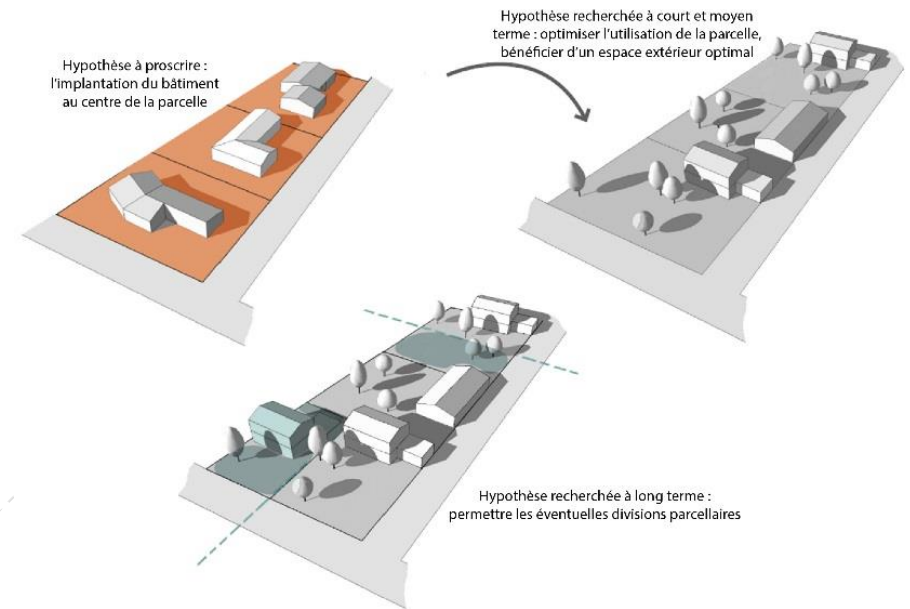 Hypothèse à proscrire :
l'implantation du bâtiment
au centre de la parcelle
Hypothèse recherchée à court et moyen
terme : optimiser l'utilisation de la parcelle,
bénéficier d'un espace extérieur optimal
Hypothèse recherchée à long terme :
permettre les éventuelles divisions parcellaires